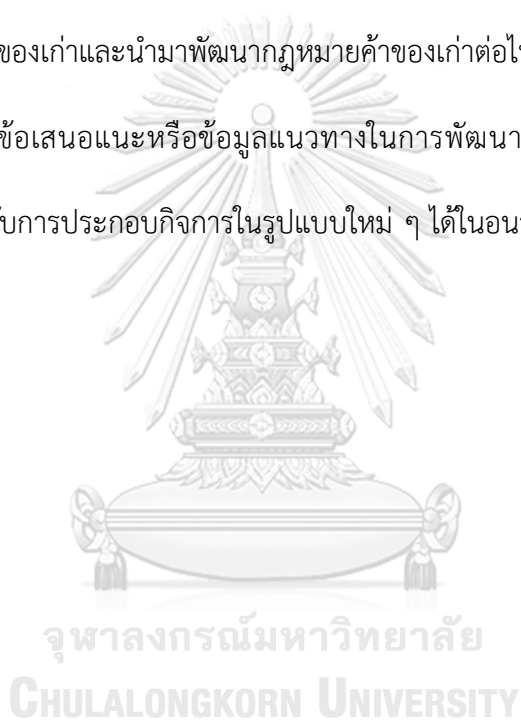 ของเก่าและนำมาพัฒนากฎหมายค้าของเก่าต่อไป
ข้อเสนอแนะหรือข้อมูลแนวทางในการพัฒนา
การประกอบกิจการในรูปแบบใหม่ ๆ ได้ในอน
จุฬาลงกรณ์มหาวิทยาลัย
CHULALONGKORN UNIVERSITY